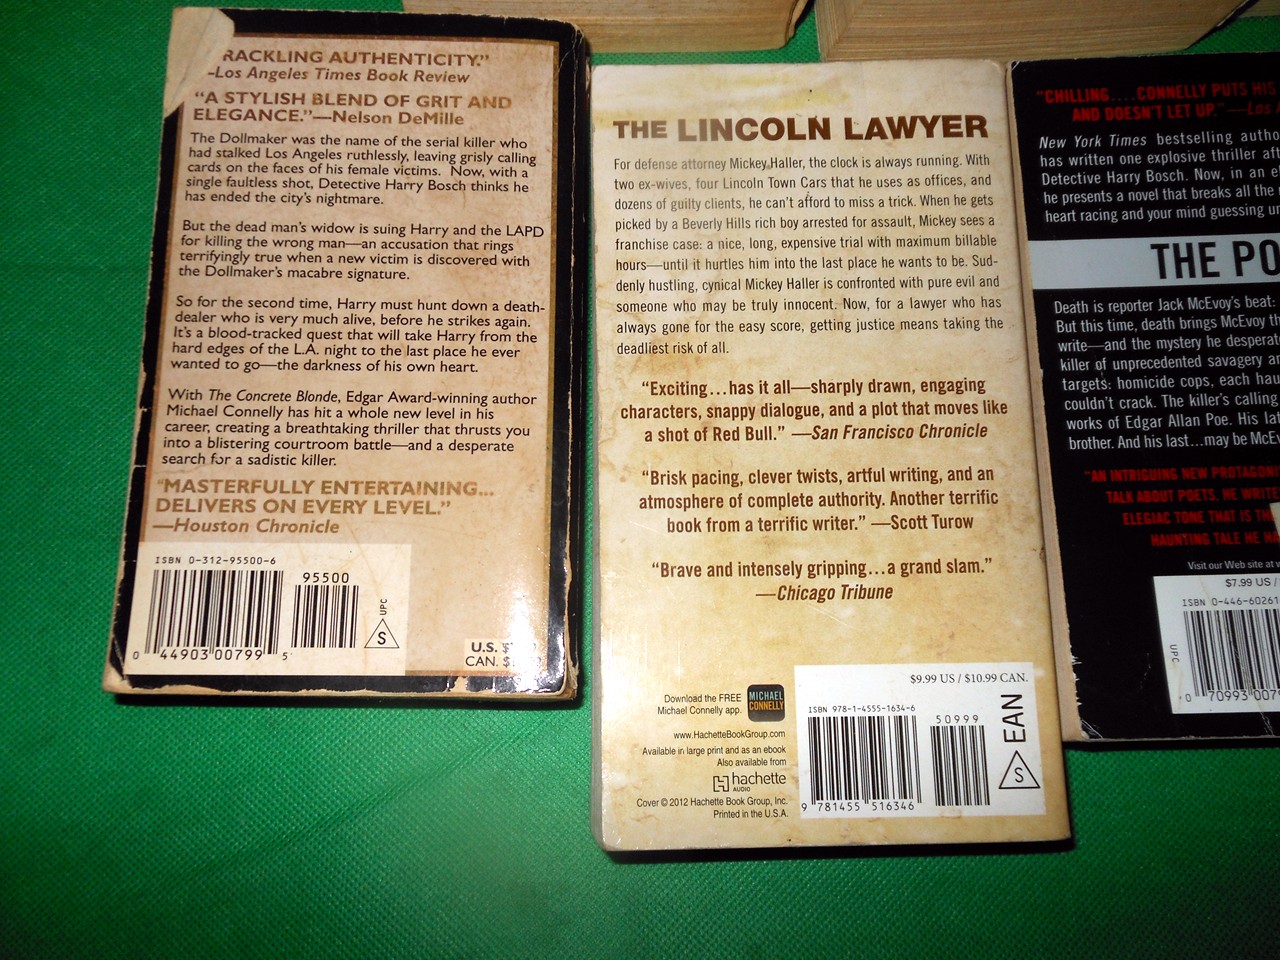 RACKLING AUTHENTICITY."
-Los Angeles Times Book Review
"A STYLISH BLEND OF GRIT AND
ELEGANCE."—Nelson DeMille
The Dollmaker was the name of the serial killer who
had stalked Los Angeles ruthlessly, leaving grisly calling
cards on the faces of his female victims. Now, with a
single faultless shot, Detective Harry Bosch thinks he
has ended the city's nightmare.
But the dead man's widow is suing Harry and the LAPD
for killing the wrong man—an accusation that rings
terrifyingly true when a new victim is discovered with
the Dollmaker's macabre signature.
So for the second time, Harry must hunt down a death-
dealer who is very much alive, before he strikes again.
It's a blood-tracked quest that will take Harry from the
hard edges of the L.A. night to the last place he ever
wanted to go—the darkness of his own heart.
With The Concrete Blonde, Edgar Award-winning author
Michael Connelly has hit a whole new level in his
career, creating a breathtaking thriller that thrusts you
into a blistering courtroom battle—and a desperate
search for a sadistic killer.
"MASTERFULLY ENTERTAINING...
DELIVERS ON EVERY LEVEL."
—Houston Chronicle
ISBN 0-312-95500-6
95500
UPC
S
0 44903 00799 5
U.S. $
CAN. $
THE LINCOLN LAWYER
For defense attorney Mickey Haller, the clock is always running. With
two ex-wives, four Lincoln Town Cars that he uses as offices, and
dozens of guilty clients, he can't afford to miss a trick. When he gets
picked by a Beverly Hills rich boy arrested for assault, Mickey sees a
franchise case: a nice, long, expensive trial with maximum billable
hours—until it hurtles him into the last place he wants to be. Sud-
denly hustling, cynical Mickey Haller is confronted with pure evil and
someone who may be truly innocent. Now, for a lawyer who has
always gone for the easy score, getting justice means taking the
deadliest risk of all.
"Exciting...has it all—sharply drawn, engaging
characters, snappy dialogue, and a plot that moves like
a shot of Red Bull." —San Francisco Chronicle
"Brisk pacing, clever twists, artful writing, and an
atmosphere of complete authority. Another terrific
book from a terrific writer." —Scott Turow
"Brave and intensely gripping...a grand slam."
—Chicago Tribune
Download the FREE
Michael Connelly app.
MICHAEL
CONNELLY
www.HachetteBookGroup.com
Available in large print and as an ebook
Also available from
hachette
AUDIO
Cover © 2012 Hachette Book Group, Inc.
Printed in the U.S.A.
$9.99 US / $10.99 CAN.
ISBN 978-1-4555-1634-6
50999
EAN
S
9 781455 516346
"CHILLING....CONNELLY PUTS HIS
AND DOESN'T LET UP."—Los
New York Times bestselling autho
has written one explosive thriller aft
Detective Harry Bosch. Now, in an el
he presents a novel that breaks all the
heart racing and your mind guessing un
THE PO
Death is reporter Jack McEvoy's beat:
But this time, death brings McEvoy th
write—and the mystery he desperate
killer of unprecedented savagery an
targets: homicide cops, each hau
couldn't crack. The killer's calling
works of Edgar Allan Poe. His lat
brother. And his last...may be McEv
"AN INTRIGUING NEW PROTAGON
TALK ABOUT POETS, HE WRITE
ELEGIAC TONE THAT IS TH
HAUNTING TALE HE HA
Visit our Web site at w
$7.99 US /
ISBN 0-446-60261
UPC
0 70993 007